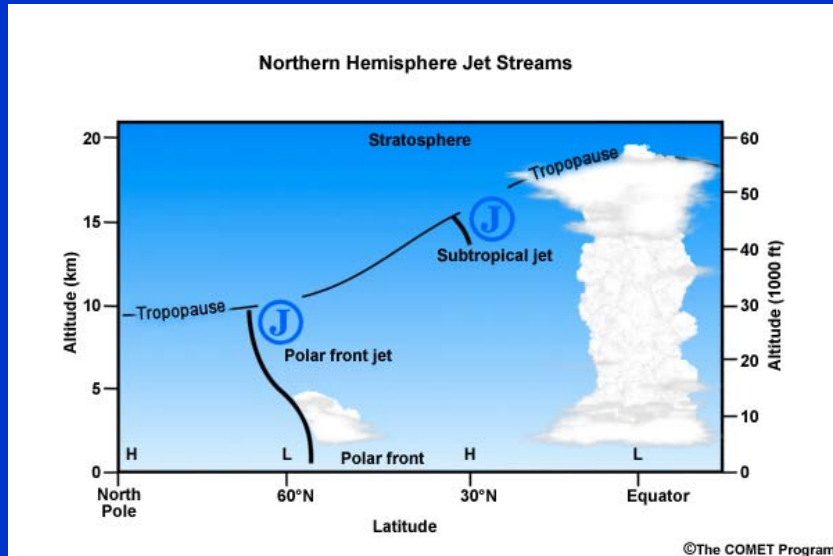 Northern Hemisphere Jet Streams
20
15
10
5
0
Altitude (km)
60
50
40
30
20
10
0
Altitude (1000 ft)
Stratosphere
Tropopause
J
Subtropical jet
Tropopause
J
Polar front jet
H
L
Polar front
H
L
North
Pole
60°N
30°N
Equator
Latitude
©The COMET Program